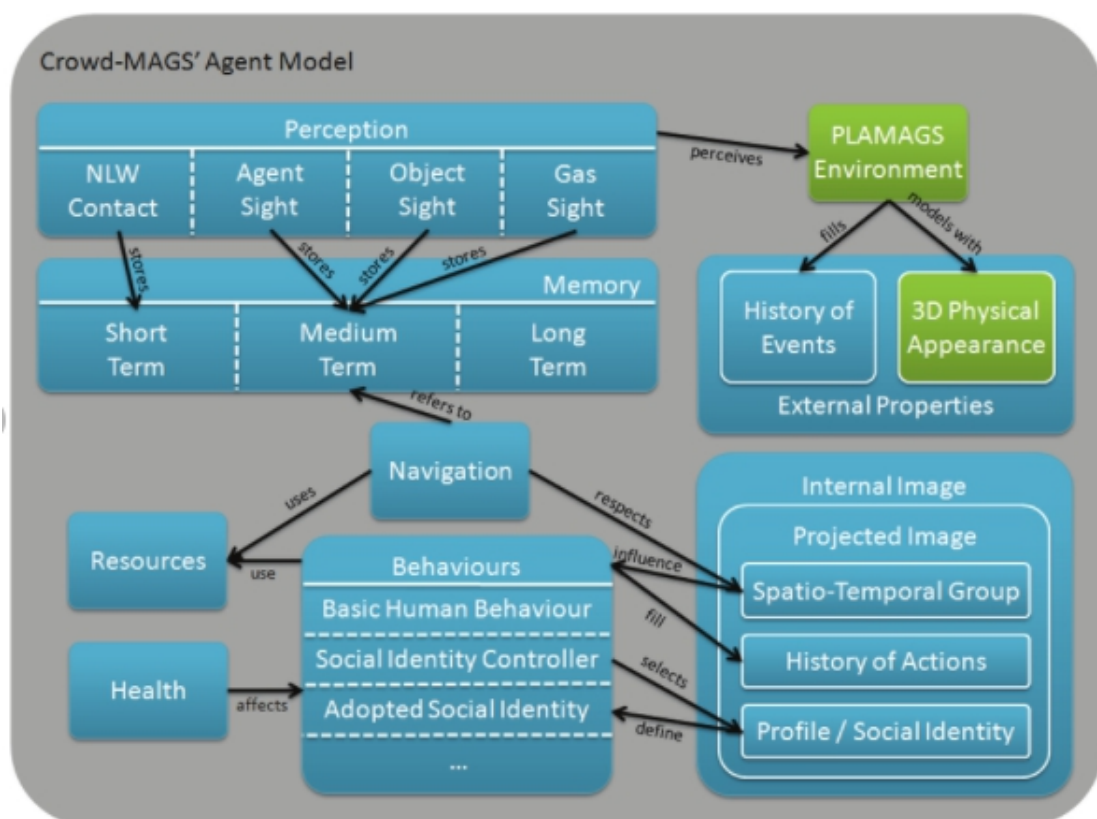 Crowd-MAGS' Agent Model
Perception
NLW
Contact
Agent
Sight
Object
Sight
Gas
Sight
perceives
PLAMAGS
Environment
stores
stores
stores
stores
fills
models with
Memory
Short
Term
Medium
Term
Long
Term
History of
Events
3D Physical
Appearance
External Properties
refers to
Navigation
uses
respects
Internal Image
Projected Image
Resources
use
Behaviours
influence
Spatio-Temporal Group
Basic Human Behaviour
fill
History of Actions
Health
affects
Social Identity Controller
selects
Adopted Social Identity
define
Profile / Social Identity
...